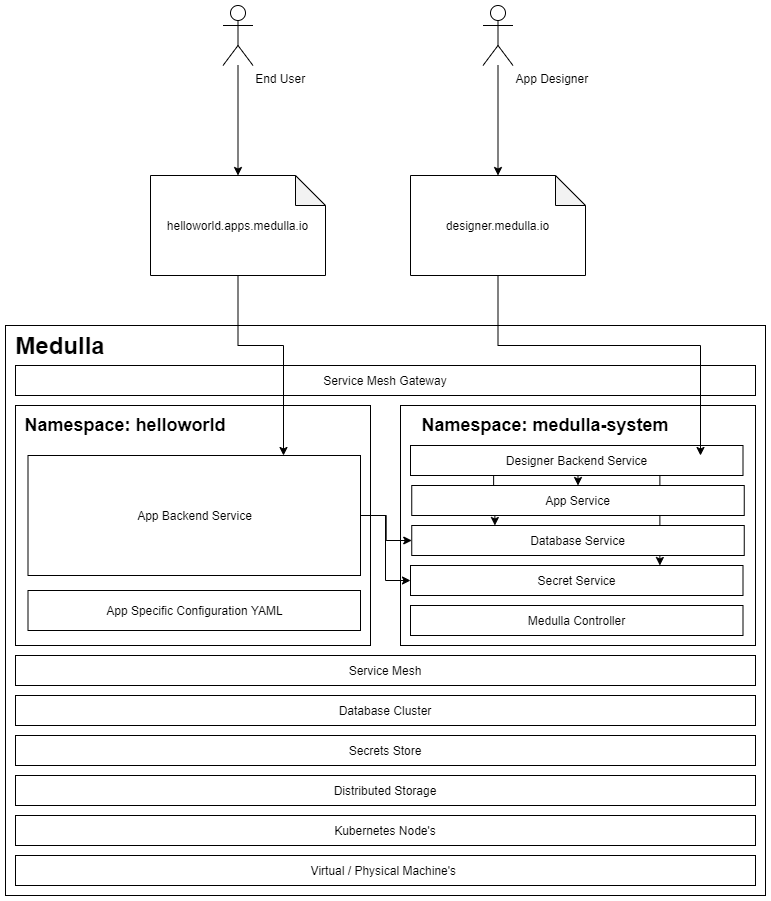 End User
App Designer
helloworld.apps.medulla.io
designer.medulla.io
Medulla
Service Mesh Gateway
Namespace: helloworld
App Backend Service
App Specific Configuration YAML
Namespace: medulla-system
Designer Backend Service
App Service
Database Service
Secret Service
Medulla Controller
Service Mesh
Database Cluster
Secrets Store
Distributed Storage
Kubernetes Node's
Virtual / Physical Machine's